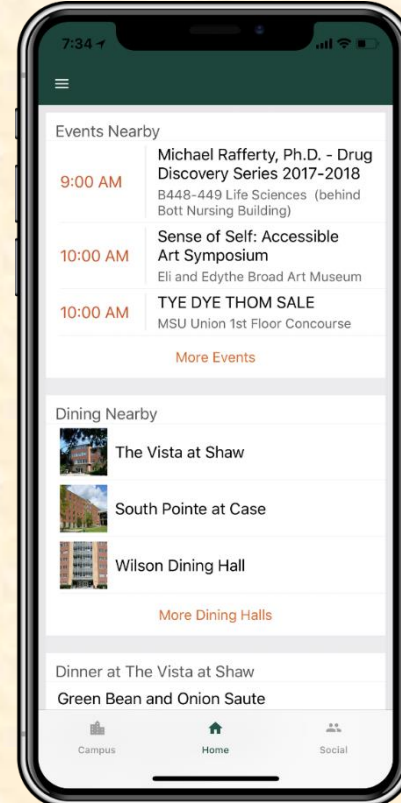 7:34
Events Nearby
9:00 AM
Michael Rafferty, Ph.D. - Drug
Discovery Series 2017-2018
B448-449 Life Sciences (behind
Bott Nursing Building)
10:00 AM
Sense of Self: Accessible
Art Symposium
Eli and Edythe Broad Art Museum
10:00 AM
TYE DYE THOM SALE
MSU Union 1st Floor Concourse
More Events
Dining Nearby
The Vista at Shaw
South Pointe at Case
Wilson Dining Hall
More Dining Halls
Dinner at The Vista at Shaw
Green Bean and Onion Saute
Campus
Home
Social